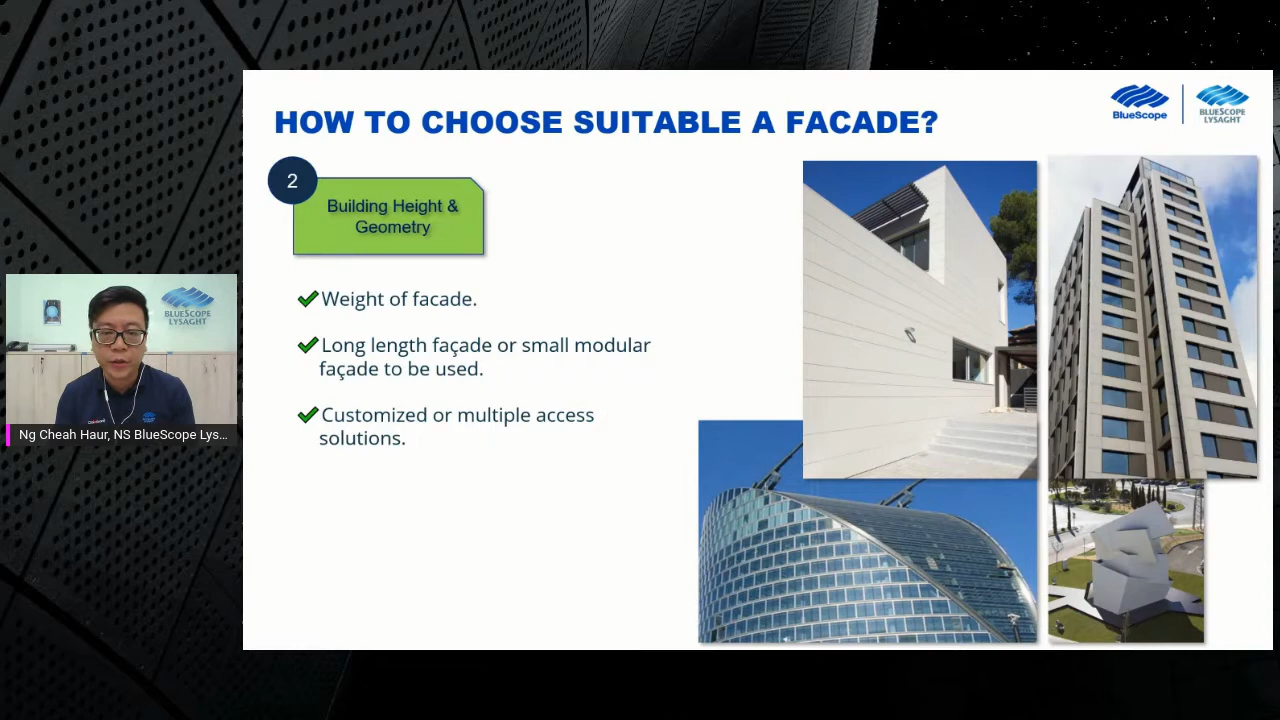 HOW TO CHOOSE SUITABLE A FACADE?
BlueScope
BLUESCOPE
LYSAGHT
2
Building Height &
Geometry
Weight of facade.
Long length façade or small modular
façade to be used.
Customized or multiple access
solutions.
BLUESCOPE
LYSAGHT
Ng Cheah Haur, NS BlueScope Lys...